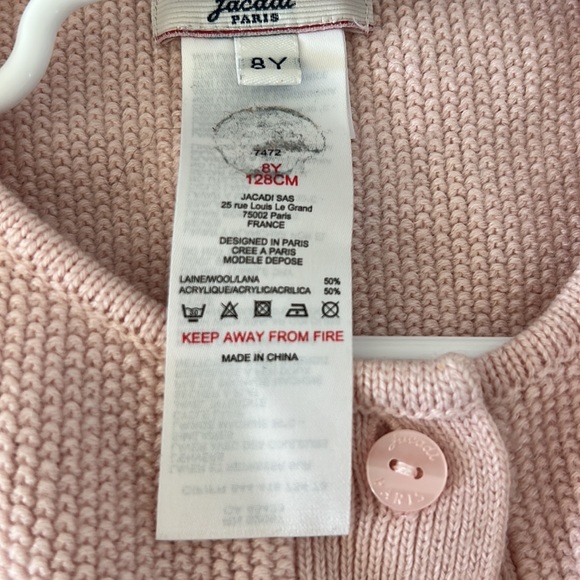 Jacadi
PARIS
8Y
7472
8Y
128CM
JACADI SAS
25 rue Louis Le Grand
75002 Paris
FRANCE
DESIGNED IN PARIS
CREE A PARIS
MODELE DEPOSE
LAINE/WOOL/LANA 50%
ACRYLIQUE/ACRYLIC/ACRILICA 50%
KEEP AWAY FROM FIRE
MADE IN CHINA
jacadi
PARIS